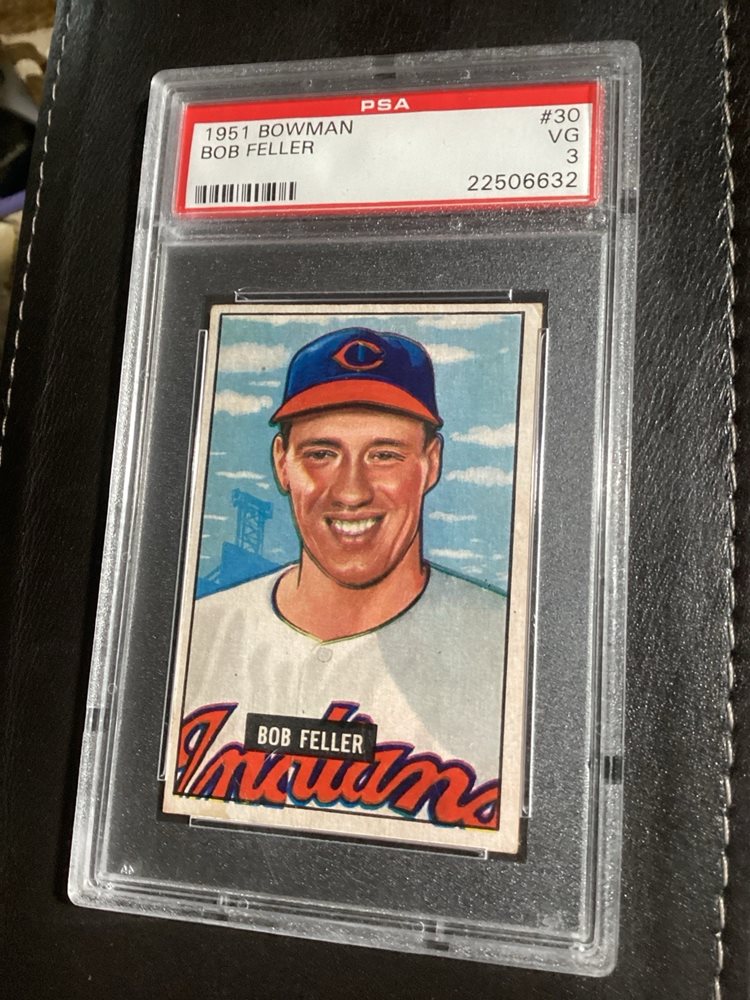 PSA
1951 BOWMAN #30
BOB FELLER VG
3
22506632
C
BOB FELLER
Indians